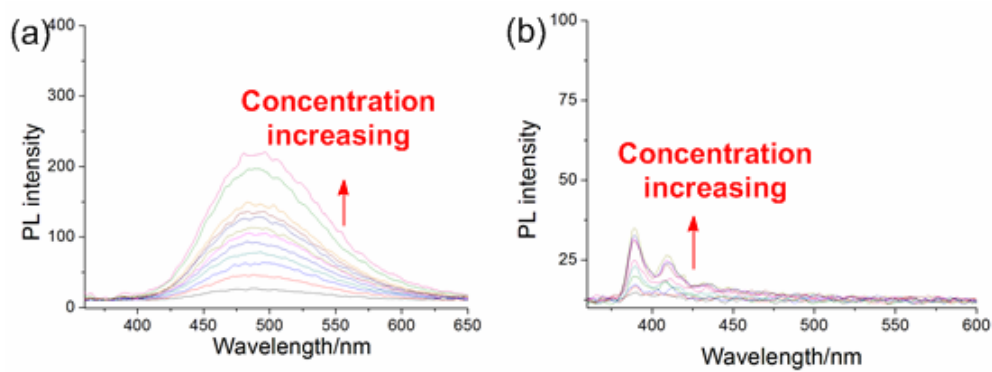 (a)
400
300
200
100
0
PL intensity
Concentration
increasing
400
450
500
550
600
650
Wavelength/nm
(b)
100
75
50
25
PL intensity
Concentration
increasing
400
450
500
550
600
Wavelength/nm